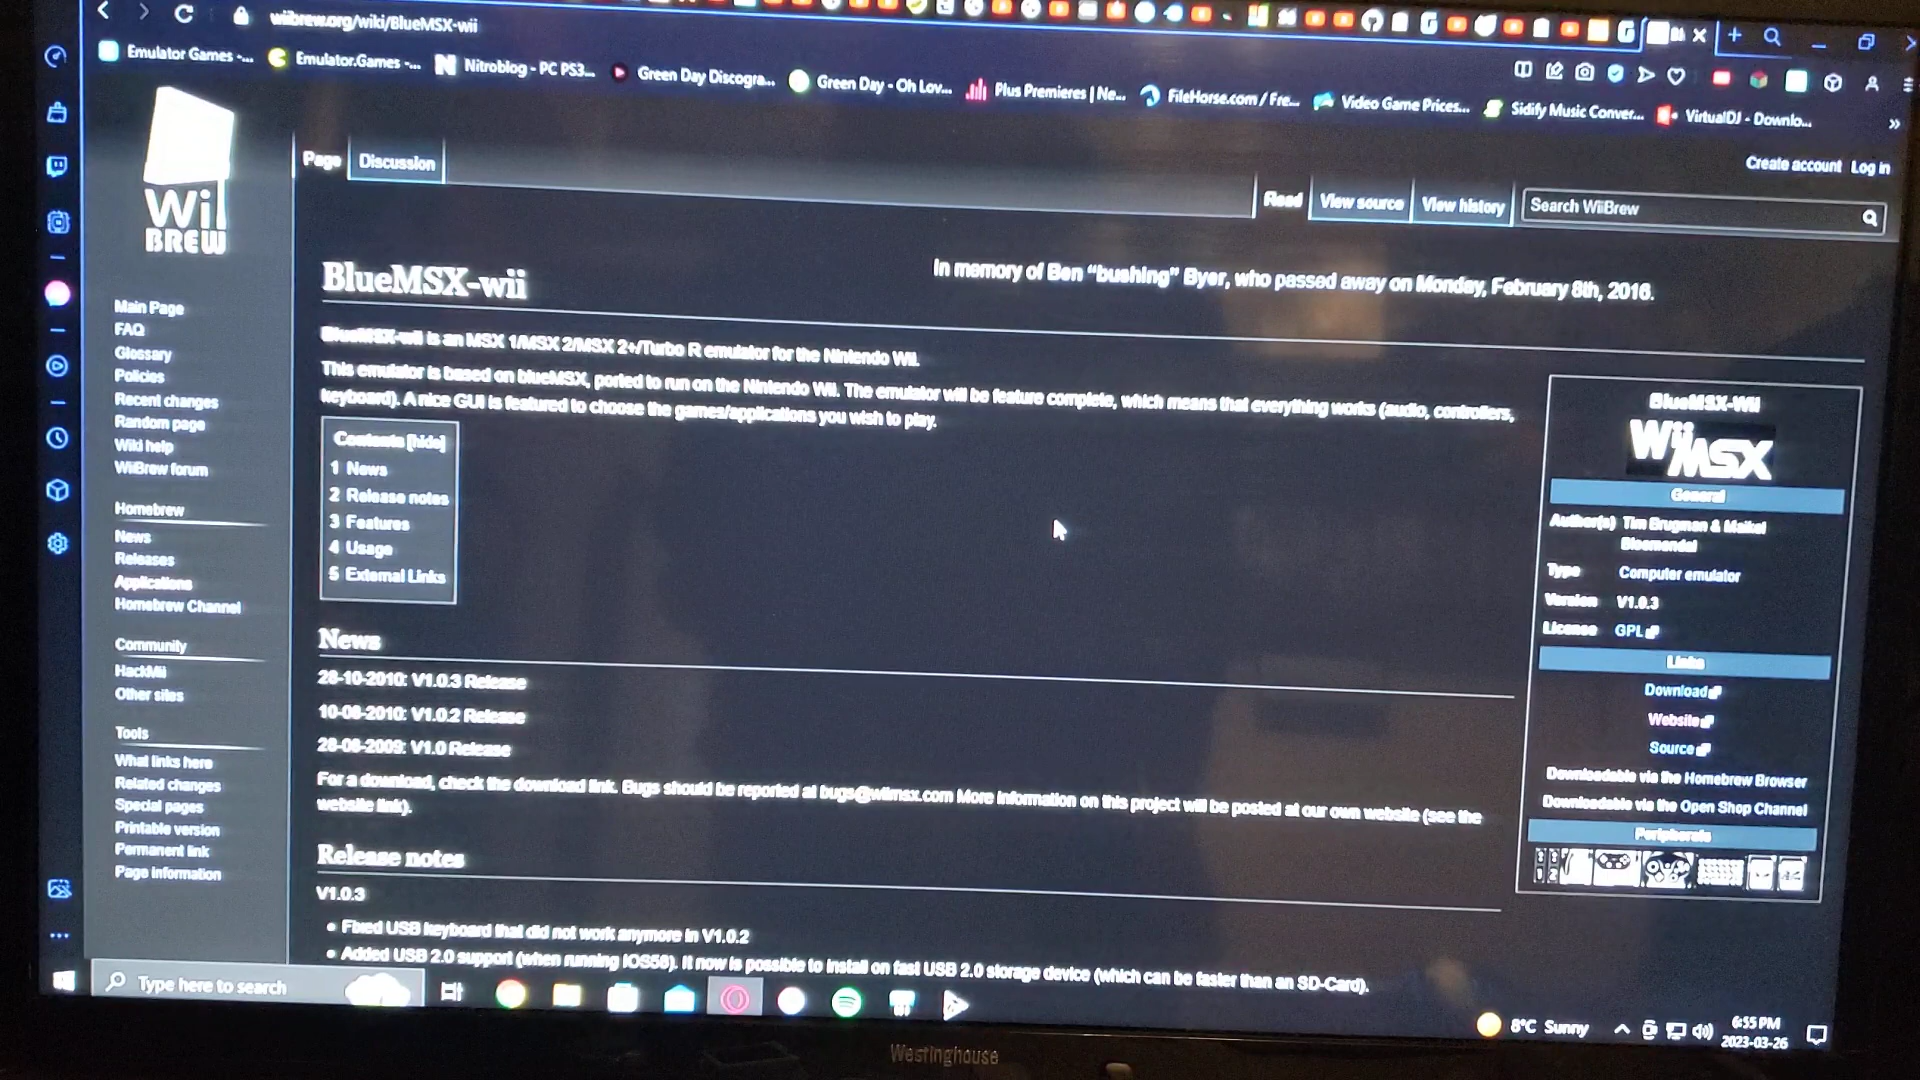 wiibrew.org/wiki/BlueMSX-wii
Emulator Games -... Emulator.Games -... Nitroblog - PC PS3... Green Day Discogra... Green Day - Oh Lov... Plus Premieres | Ne... FileHorse.com / Fre... Video Game Prices... Sidify Music Conver... VirtualDJ - Downlo...
Create account Log in
Page Discussion
Read View source View history Search WiiBrew
Wii
BREW
Main Page
FAQ
Glossary
Policies
Recent changes
Random page
Wiki help
WiiBrew forum
Homebrew
News
Releases
Applications
Homebrew Channel
Community
HackMii
Other sites
Tools
What links here
Related changes
Special pages
Printable version
Permanent link
Page information
BlueMSX-wii
In memory of Ben "bushing" Byer, who passed away on Monday, February 8th, 2016.
BlueMSX-wii is an MSX 1/MSX 2/MSX 2+/Turbo R emulator for the Nintendo Wii.
This emulator is based on blueMSX, ported to run on the Nintendo Wii. The emulator will be feature complete, which means that everything works (audio, controllers,
keyboard). A nice GUI is featured to choose the games/applications you wish to play.
Contents [hide]
1 News
2 Release notes
3 Features
4 Usage
5 External Links
News
28-10-2010: V1.0.3 Release
10-08-2010: V1.0.2 Release
28-08-2009: V1.0 Release
For a download, check the download link. Bugs should be reported at bugs@wiimsx.com More information on this project will be posted at our own website (see the
website link).
Release notes
V1.0.3
• Fixed USB keyboard that did not work anymore in V1.0.2
• Added USB 2.0 support (when running IOS58). It now is possible to install on fast USB 2.0 storage device (which can be faster than an SD-Card).
BlueMSX-Wii
Wii MSX
General
Author(s) Tim Brugman & Maikel
Bloemendal
Type Computer emulator
Version V1.0.3
License GPL
Links
Download
Website
Source
Downloadable via the Homebrew Browser
Downloadable via the Open Shop Channel
Peripherals
Type here to search
8°C Sunny
6:55 PM
2023-03-26
Westinghouse